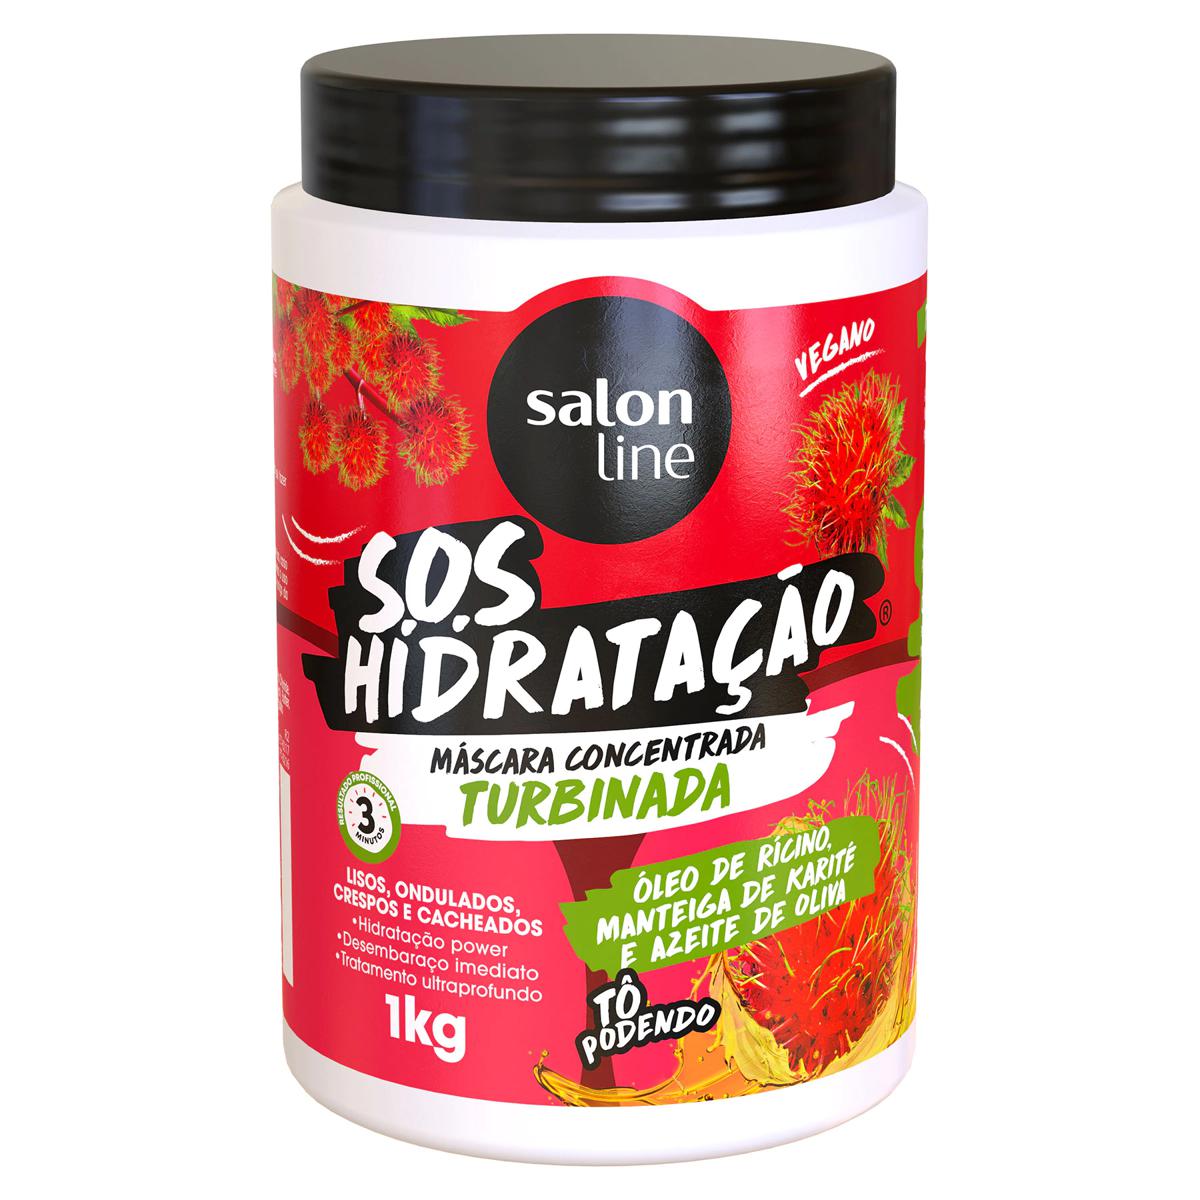 salon
line
VEGANO
S.O.S
HIDRATAÇÃO®
MÁSCARA CONCENTRADA
TURBINADA
RESULTADO PROFISSIONAL
3
MINUTOS
LISOS, ONDULADOS,
CRESPOS E CACHEADOS
•Hidratação power
•Desembaraço imediato
•Tratamento ultraprofundo
1kg
ÓLEO DE RÍCINO,
MANTEIGA DE KARITÉ
E AZEITE DE OLIVA
TÔ
PODENDO